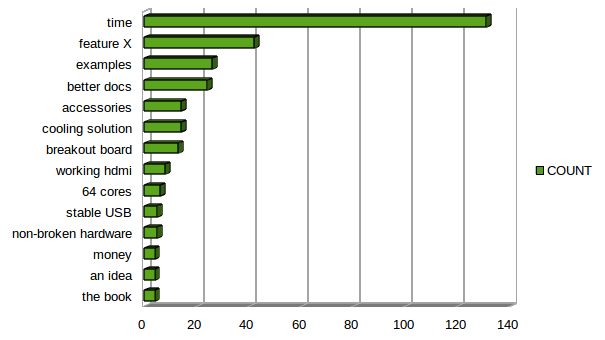 time
feature X
examples
better docs
accessories
cooling solution
breakout board
working hdmi
64 cores
stable USB
non-broken hardware
money
an idea
the book
COUNT
0 20 40 60 80 100 120 140